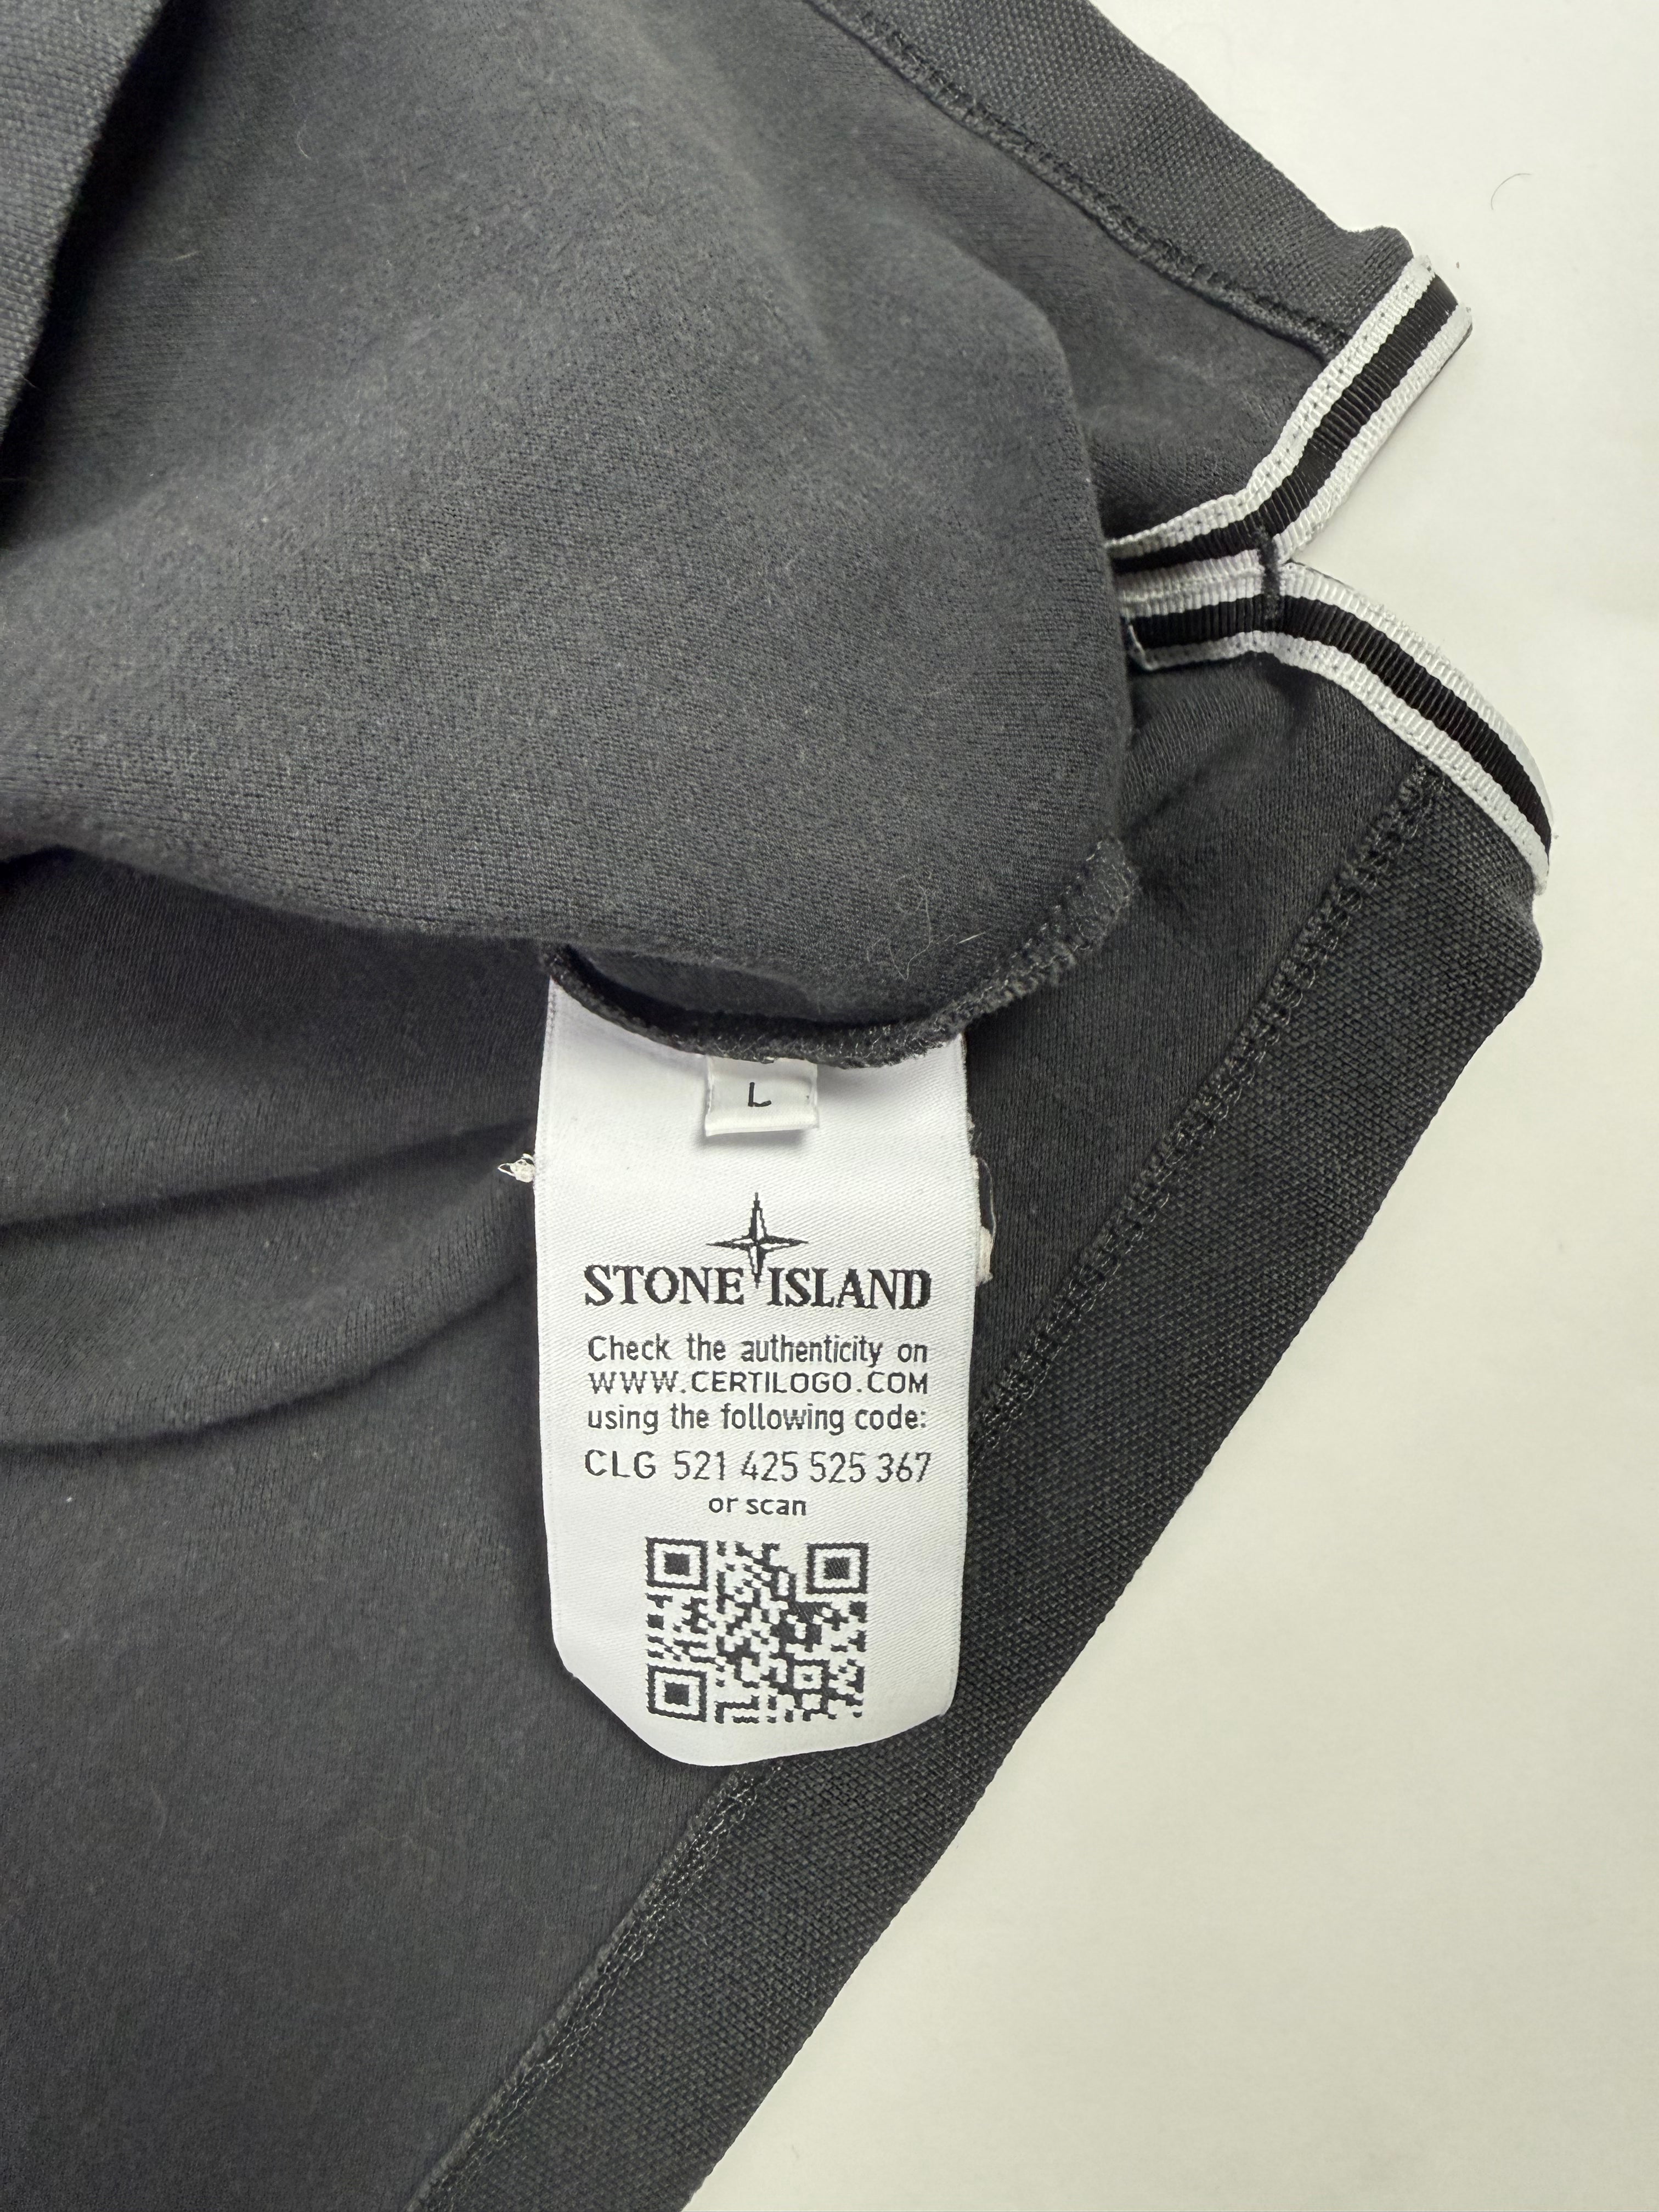 L
STONE ISLAND
Check the authenticity on
WWW.CERTILOGO.COM
using the following code:
CLG 521 425 525 367
or scan